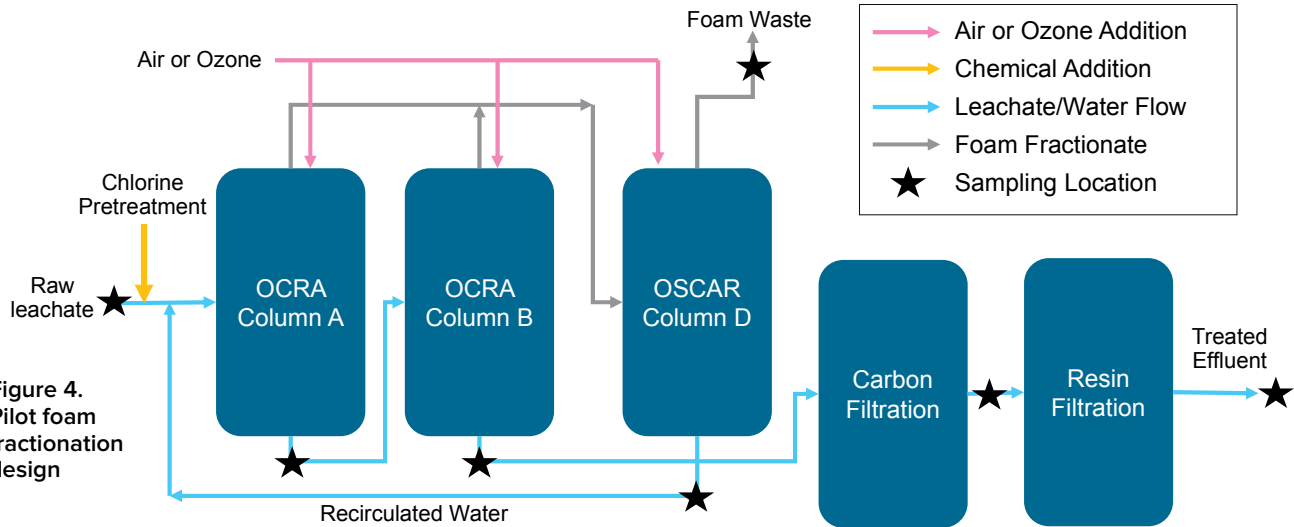 Foam Waste
Air or Ozone
Air or Ozone Addition
Chemical Addition
Leachate/Water Flow
Foam Fractionate
Sampling Location
Chlorine
Pretreatment
Raw
leachate
OCRA
Column A
OCRA
Column B
OSCAR
Column D
Carbon
Filtration
Resin
Filtration
Treated
Effluent
Recirculated Water
igure 4.
ilot foam
ractionation
esign